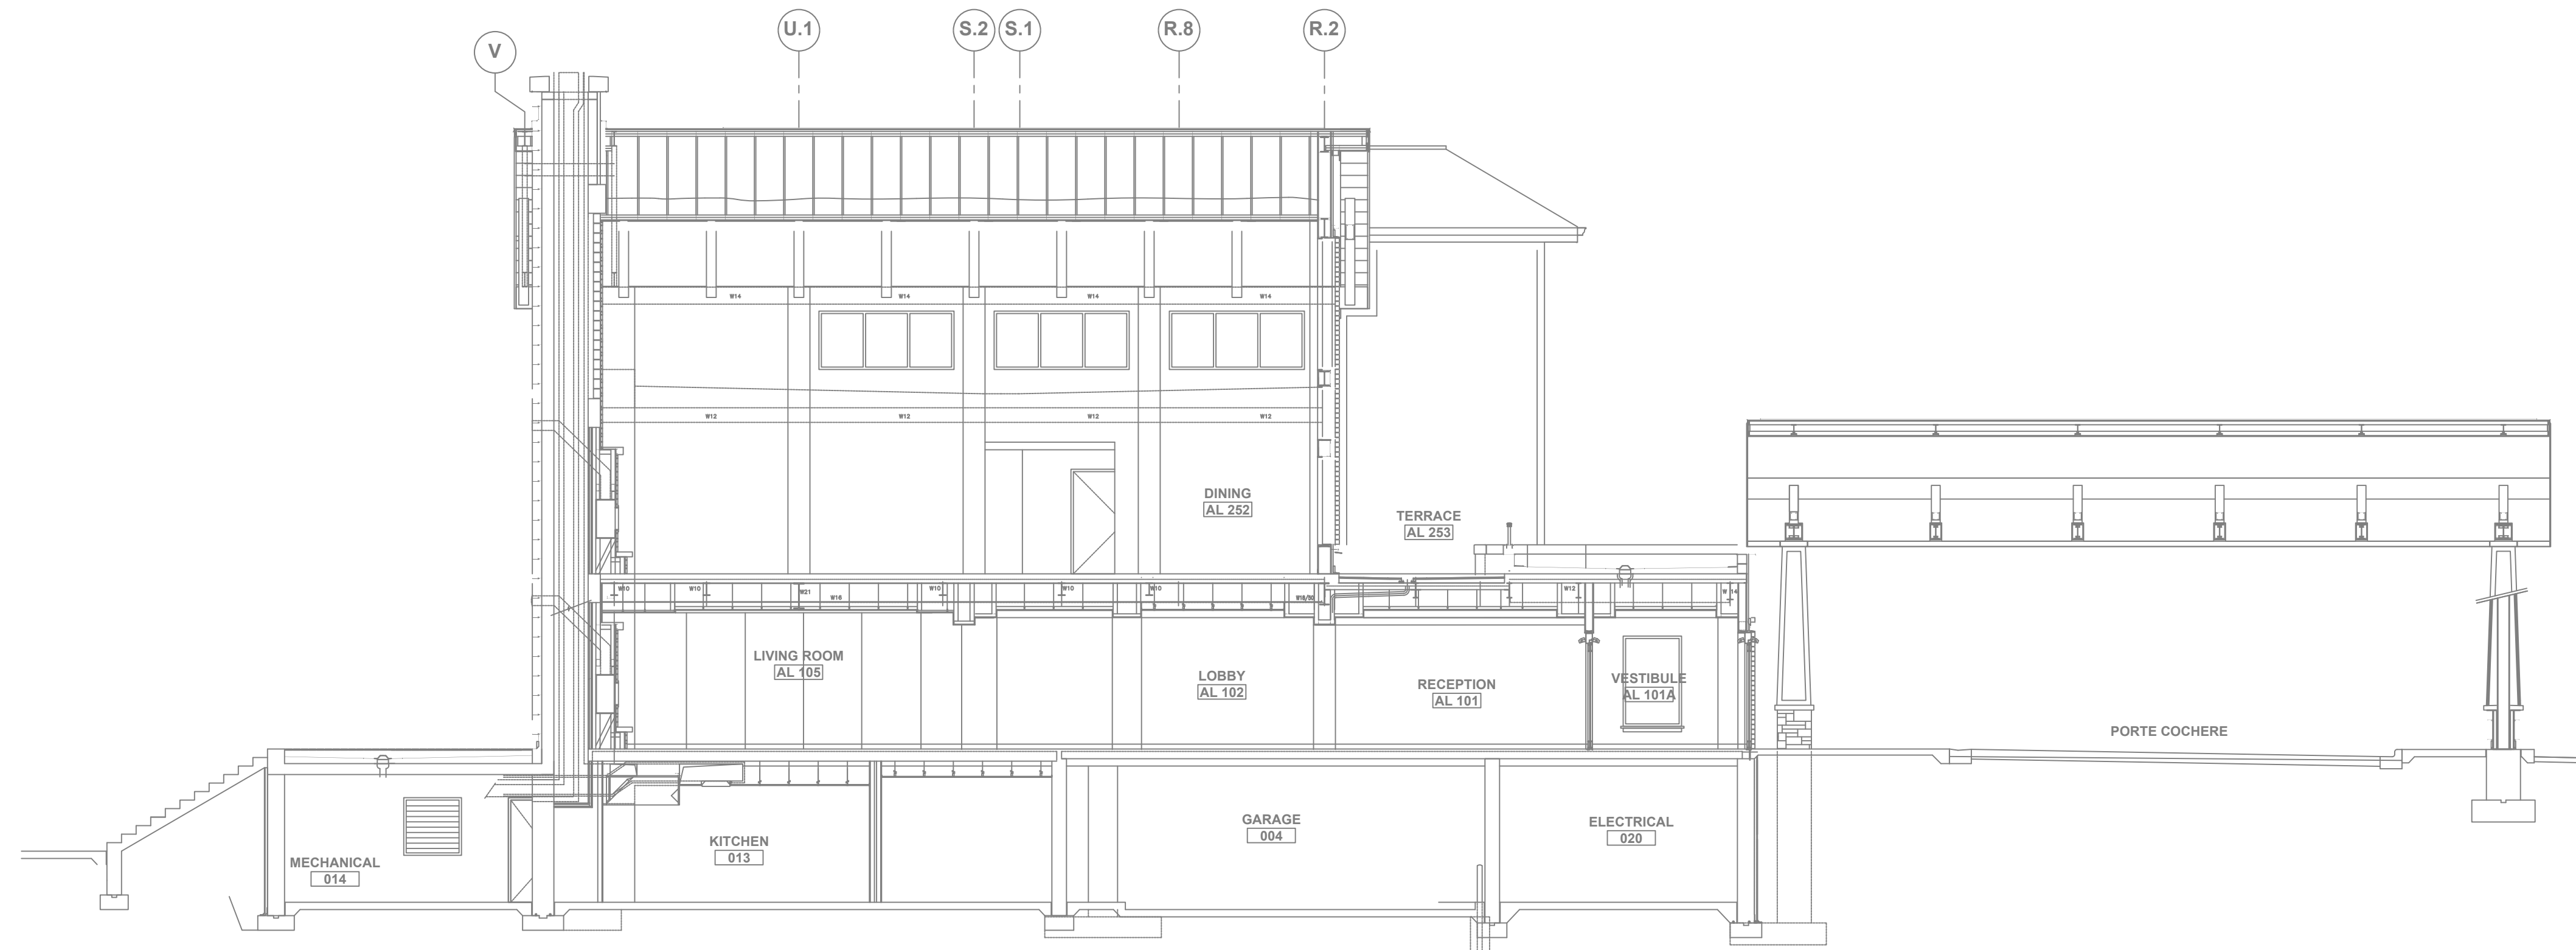 V
U.1
S.2
S.1
R.8
R.2
W14
W14
W14
W14
W12
W12
W12
W12
DINING
AL 252
TERRACE
AL 253
W10
W10
W21
W16
W10
W10
W10
W12
LIVING ROOM
AL 105
LOBBY
AL 102
RECEPTION
AL 101
VESTIBULE
AL 101A
PORTE COCHERE
MECHANICAL
014
KITCHEN
013
GARAGE
004
ELECTRICAL
020